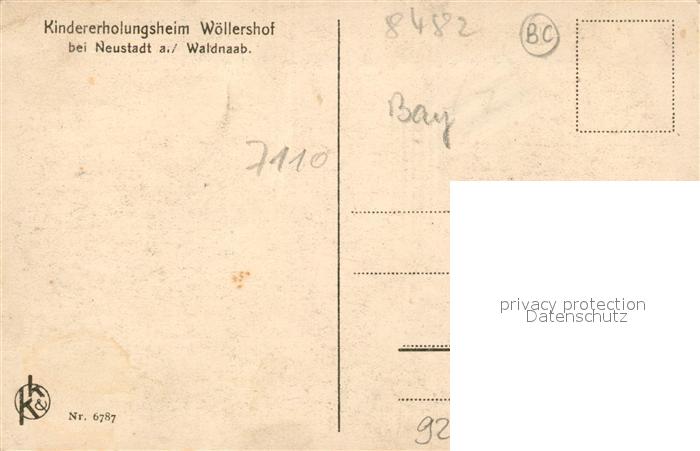 Kindererholungsheim Wöllershof
bei Neustadt a./ Waldnaab.
8482
BC
Bay
7110
privacy protection
Datenschutz
k & k
Nr. 6787
92